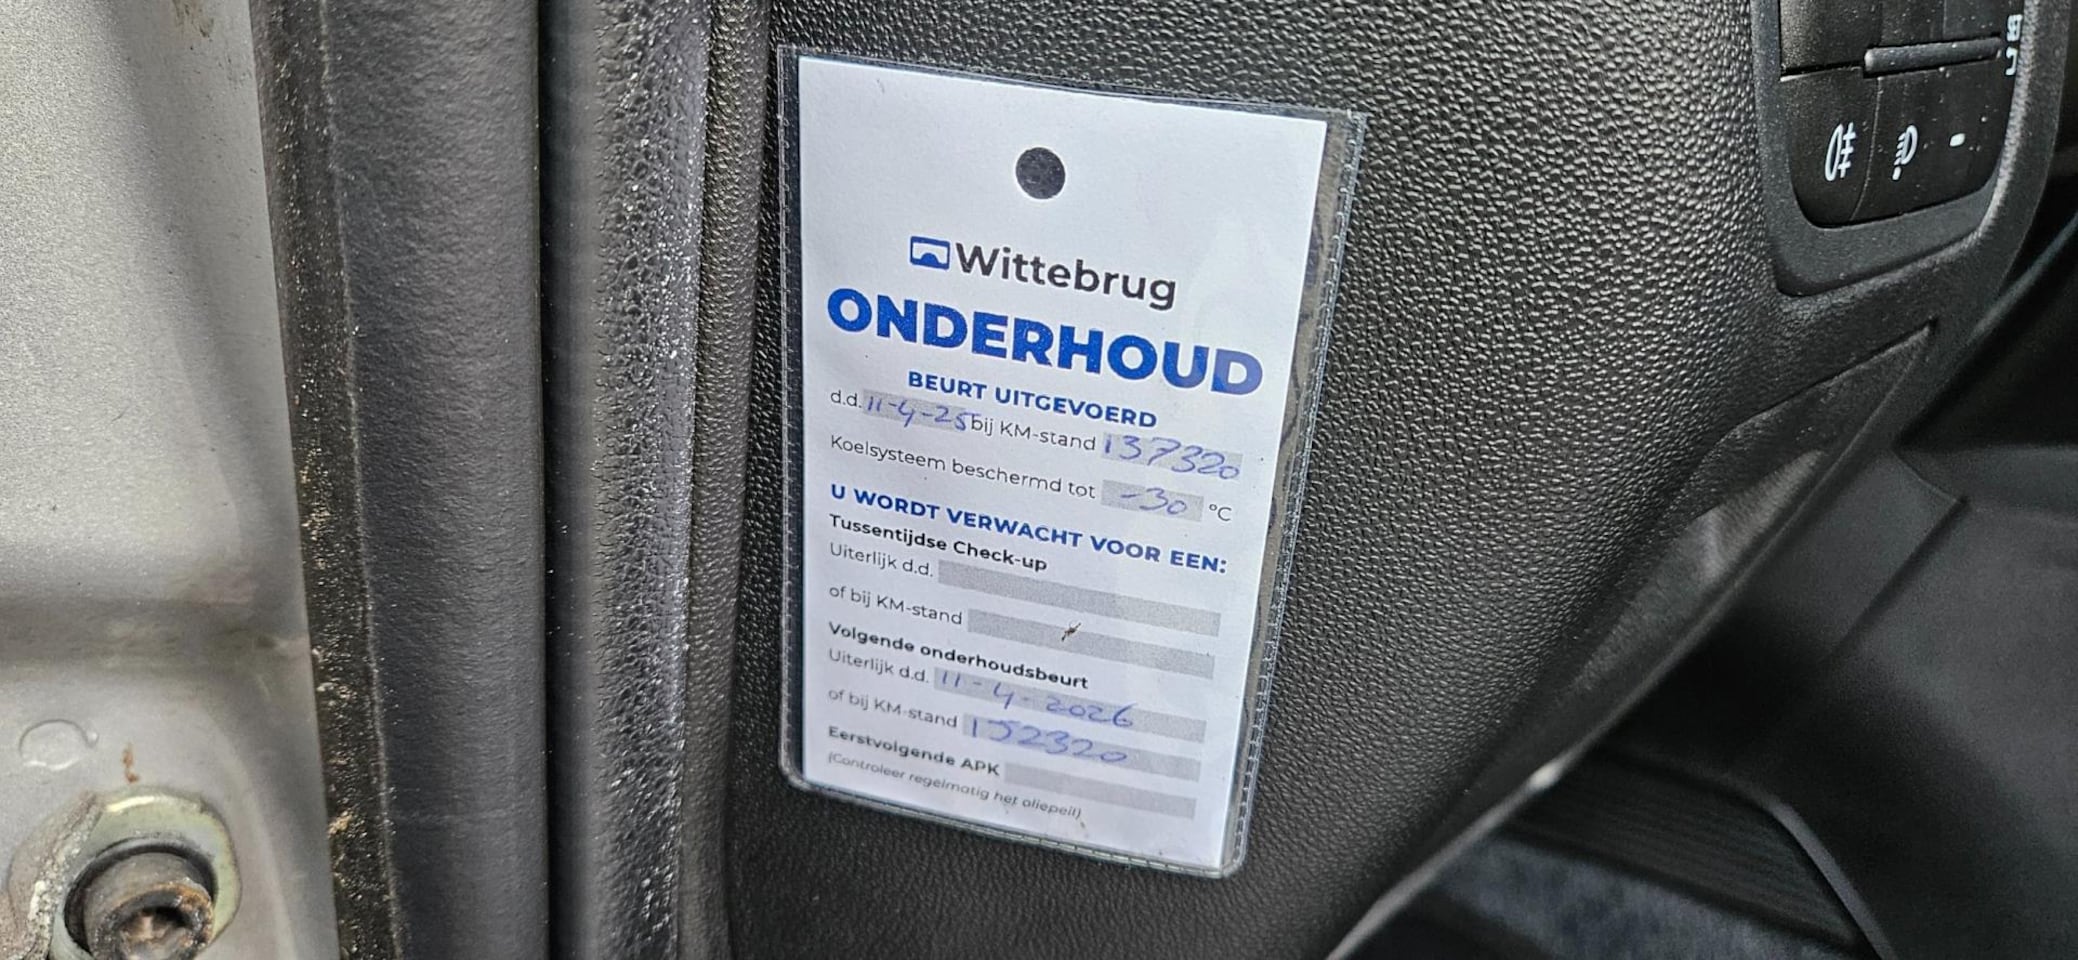 Wittebrug
ONDERHOUD
BEURT UITGEVOERD
d.d. 11-4-25 bij KM-stand 137320
Koelsysteem beschermd tot -30 °C
U WORDT VERWACHT VOOR EEN:
Tussentijdse Check-up
Uiterlijk d.d.
of bij KM-stand
Volgende onderhoudsbeurt
Uiterlijk d.d. 11-4-2026
of bij KM-stand 152320
Eerstvolgende APK
(Controleer regelmatig het oliepeil)